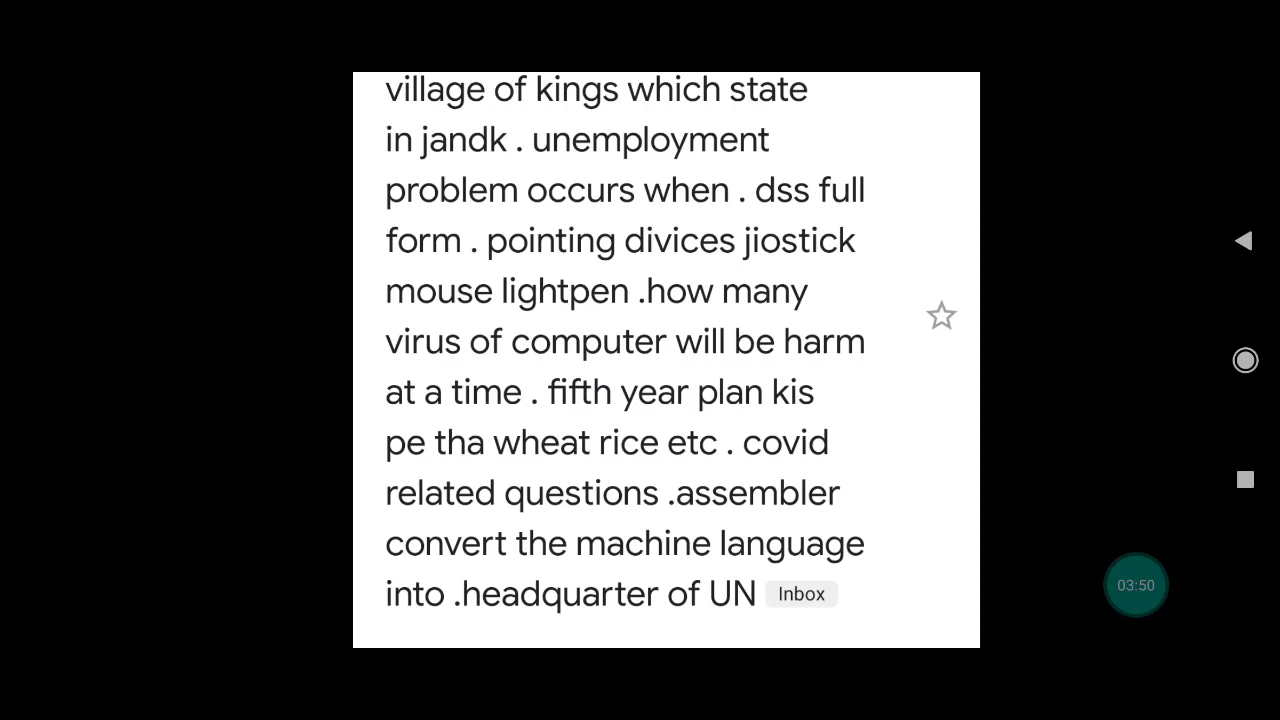 village of kings which state
in jandk . unemployment
problem occurs when . dss full
form . pointing divices jiostick
mouse lightpen .how many
virus of computer will be harm
at a time . fifth year plan kis
pe tha wheat rice etc . covid
related questions .assembler
convert the machine language
into .headquarter of UN Inbox
03:50